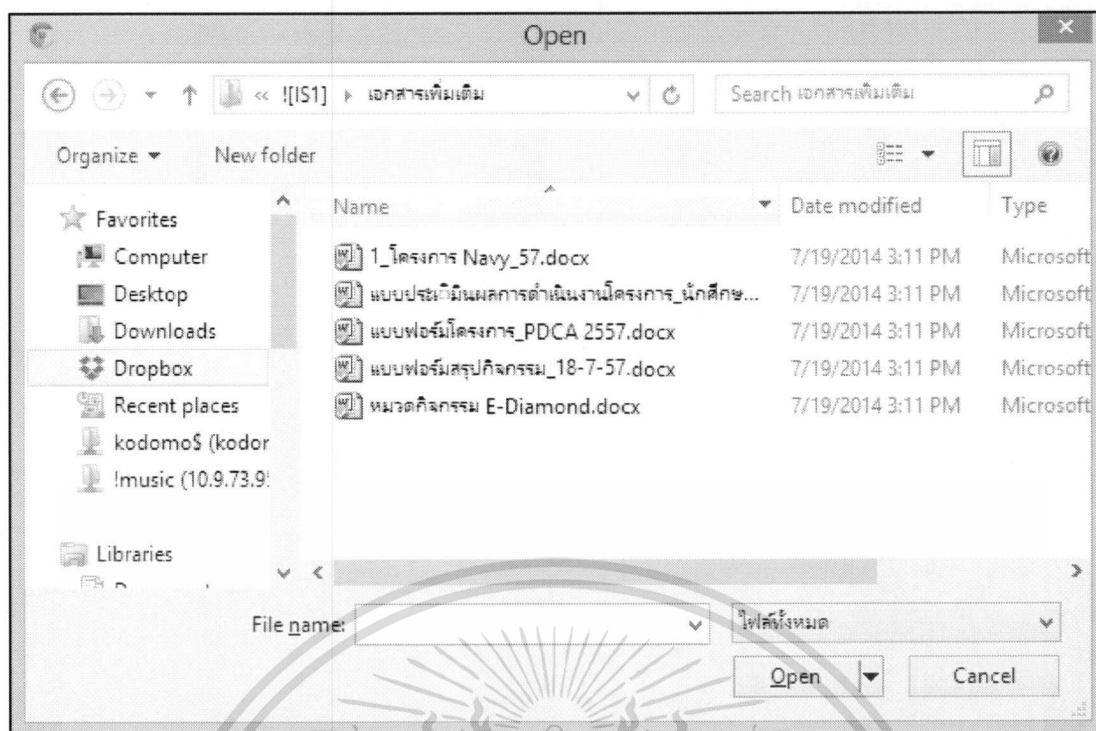 Open
« ![IS1] เอกสารเพิ่มเติม Search เอกสารเพิ่มเติม
Organize New folder
Name Date modified Type
Favorites
Computer
Desktop
Downloads
Dropbox
Recent places
kodomo$ (kodor
!music (10.9.73.9
Libraries
1_โครงการ Navy_57.docx 7/19/2014 3:11 PM Microsoft
แบบประเิมินผลการดำเนินงานโครงการ_นักศึกษ... 7/19/2014 3:11 PM Microsoft
แบบฟอร์มโครงการ_PDCA 2557.docx 7/19/2014 3:11 PM Microsoft
แบบฟอร์มสรุปกิจกรรม_18-7-57.docx 7/19/2014 3:11 PM Microsoft
หมวดกิจกรรม E-Diamond.docx 7/19/2014 3:11 PM Microsoft
File name: ไฟล์ทั้งหมด
Open Cancel